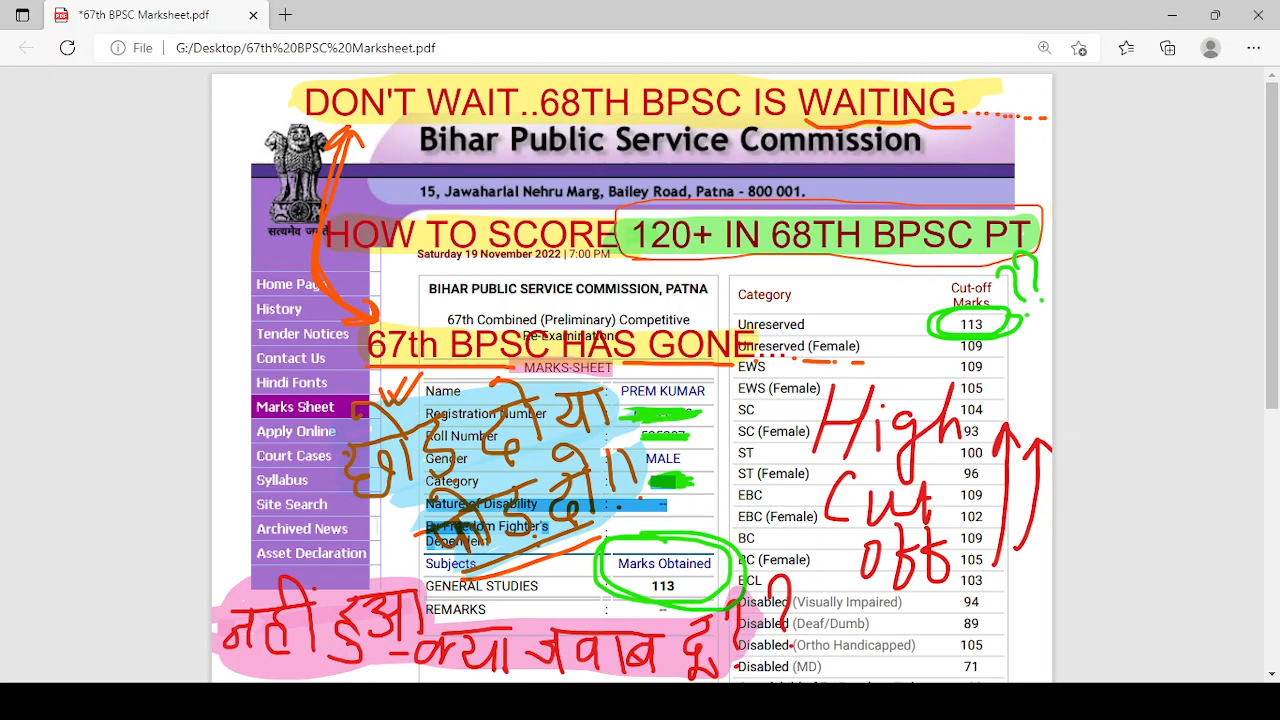 *67th BPSC Marksheet.pdf
File | G:/Desktop/67th%20BPSC%20Marksheet.pdf
DON'T WAIT..68TH BPSC IS WAITING
Bihar Public Service Commission
15, Jawaharlal Nehru Marg, Bailey Road, Patna - 800 001.
सत्यमेव जयते
HOW TO SCORE 120+ IN 68TH BPSC PT
Saturday 19 November 2022 | 7:00 PM
Home Page
History
Tender Notices
Contact Us
Hindi Fonts
Marks Sheet
Apply Online
Court Cases
Syllabus
Site Search
Archived News
Asset Declaration
BIHAR PUBLIC SERVICE COMMISSION, PATNA
67th Combined (Preliminary) Competitive
Re-Examination
67th BPSC HAS GONE....
MARKS-SHEET
Name : PREM KUMAR
Registration Number :
Roll Number :
Gender : MALE
Category :
Nature of Disability : --
By Freedom Fighter's
Dependent :
Subjects Marks Obtained
GENERAL STUDIES : 113
REMARKS : --
छोड़ दो या
मोड़ दो।।
नहीं हुआ
क्या जवाब दूँ??
Category Cut-off
Marks
??
Unreserved 113
Unreserved (Female) 109
EWS 109
EWS (Female) 105
SC 104
SC (Female) 93
ST 100
ST (Female) 96
EBC 109
EBC (Female) 102
BC 109
BC (Female) 105
ECL 103
Disabled (Visually Impaired) 94
Disabled (Deaf/Dumb) 89
Disabled (Ortho Handicapped) 105
Disabled (MD) 71
High
Cut
off